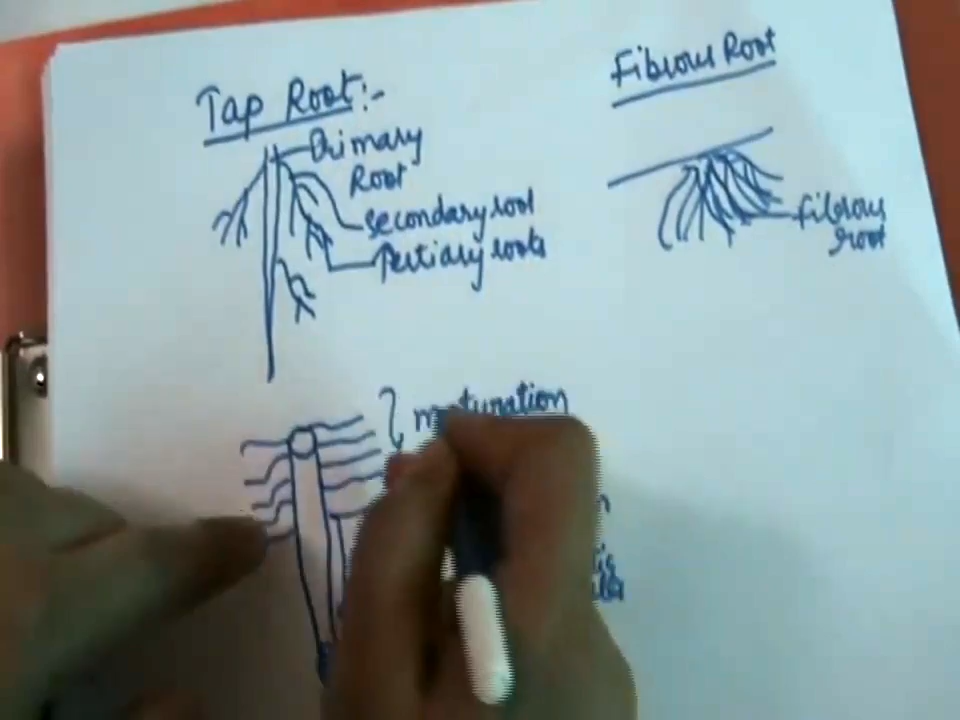 Tap Root:-
Primary
Root
Secondary root
Tertiary roots
Fibrous Root
fibrous
root
maturation